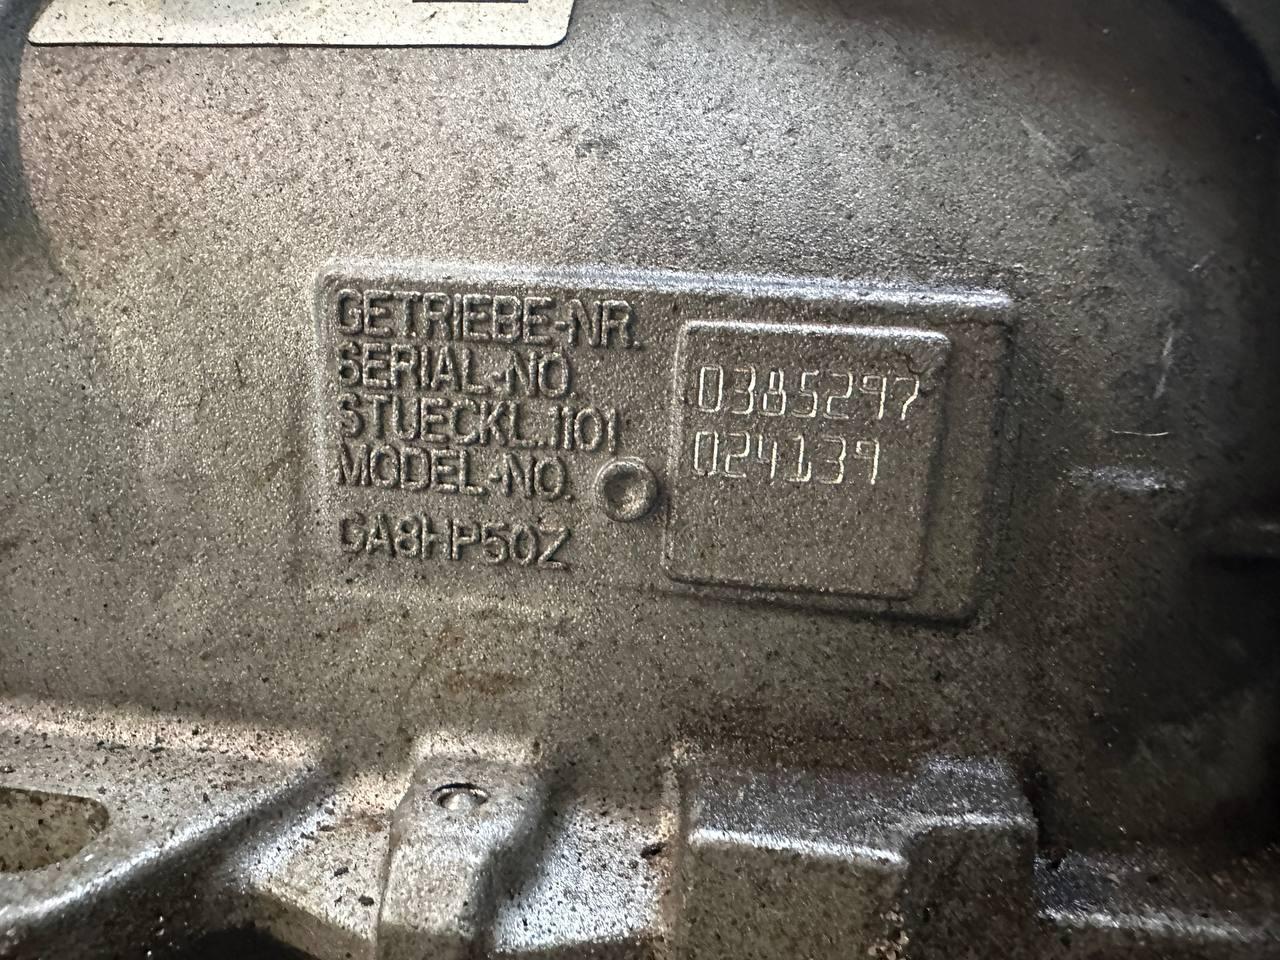 GETRIEBE-NR.
SERIAL-NO.
0385297
STUECKL.1101
MODEL-NO.
024139
GA8HP50Z